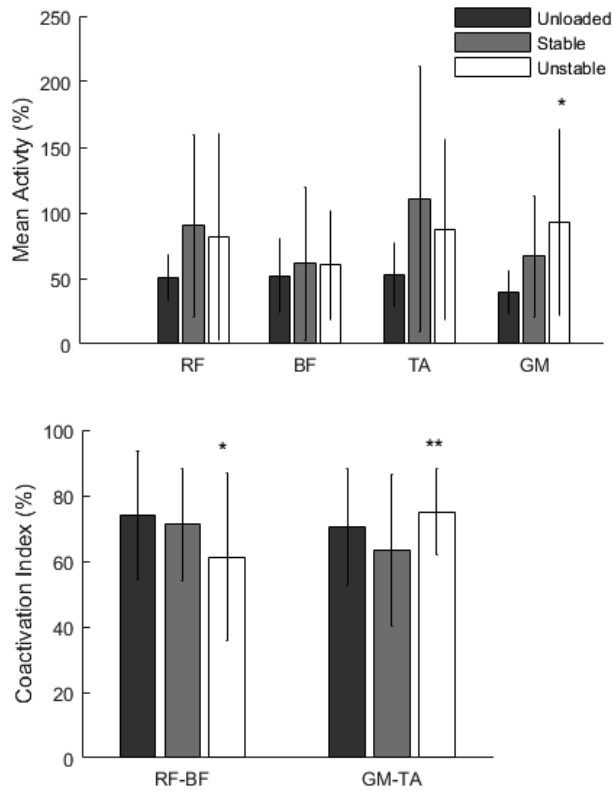 250
200
150
100
50
0
Mean Activty (%)
Unloaded
Stable
Unstable
*
RF BF TA GM
100
80
60
40
20
0
Coactivation Index (%)
* **
RF-BF GM-TA